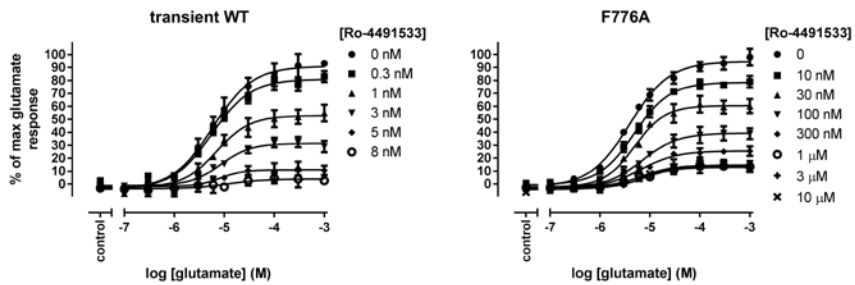 transient WT
% of max glutamate
response
100
90
80
70
60
50
40
30
20
10
0
control
-7
-6
-5
-4
-3
log [glutamate] (M)
[Ro-4491533]
0 nM
0.3 nM
1 nM
3 nM
5 nM
8 nM
F776A
100
90
80
70
60
50
40
30
20
10
0
control
-7
-6
-5
-4
-3
log [glutamate] (M)
[Ro-4491533]
0
10 nM
30 nM
100 nM
300 nM
1 μM
3 μM
10 μM